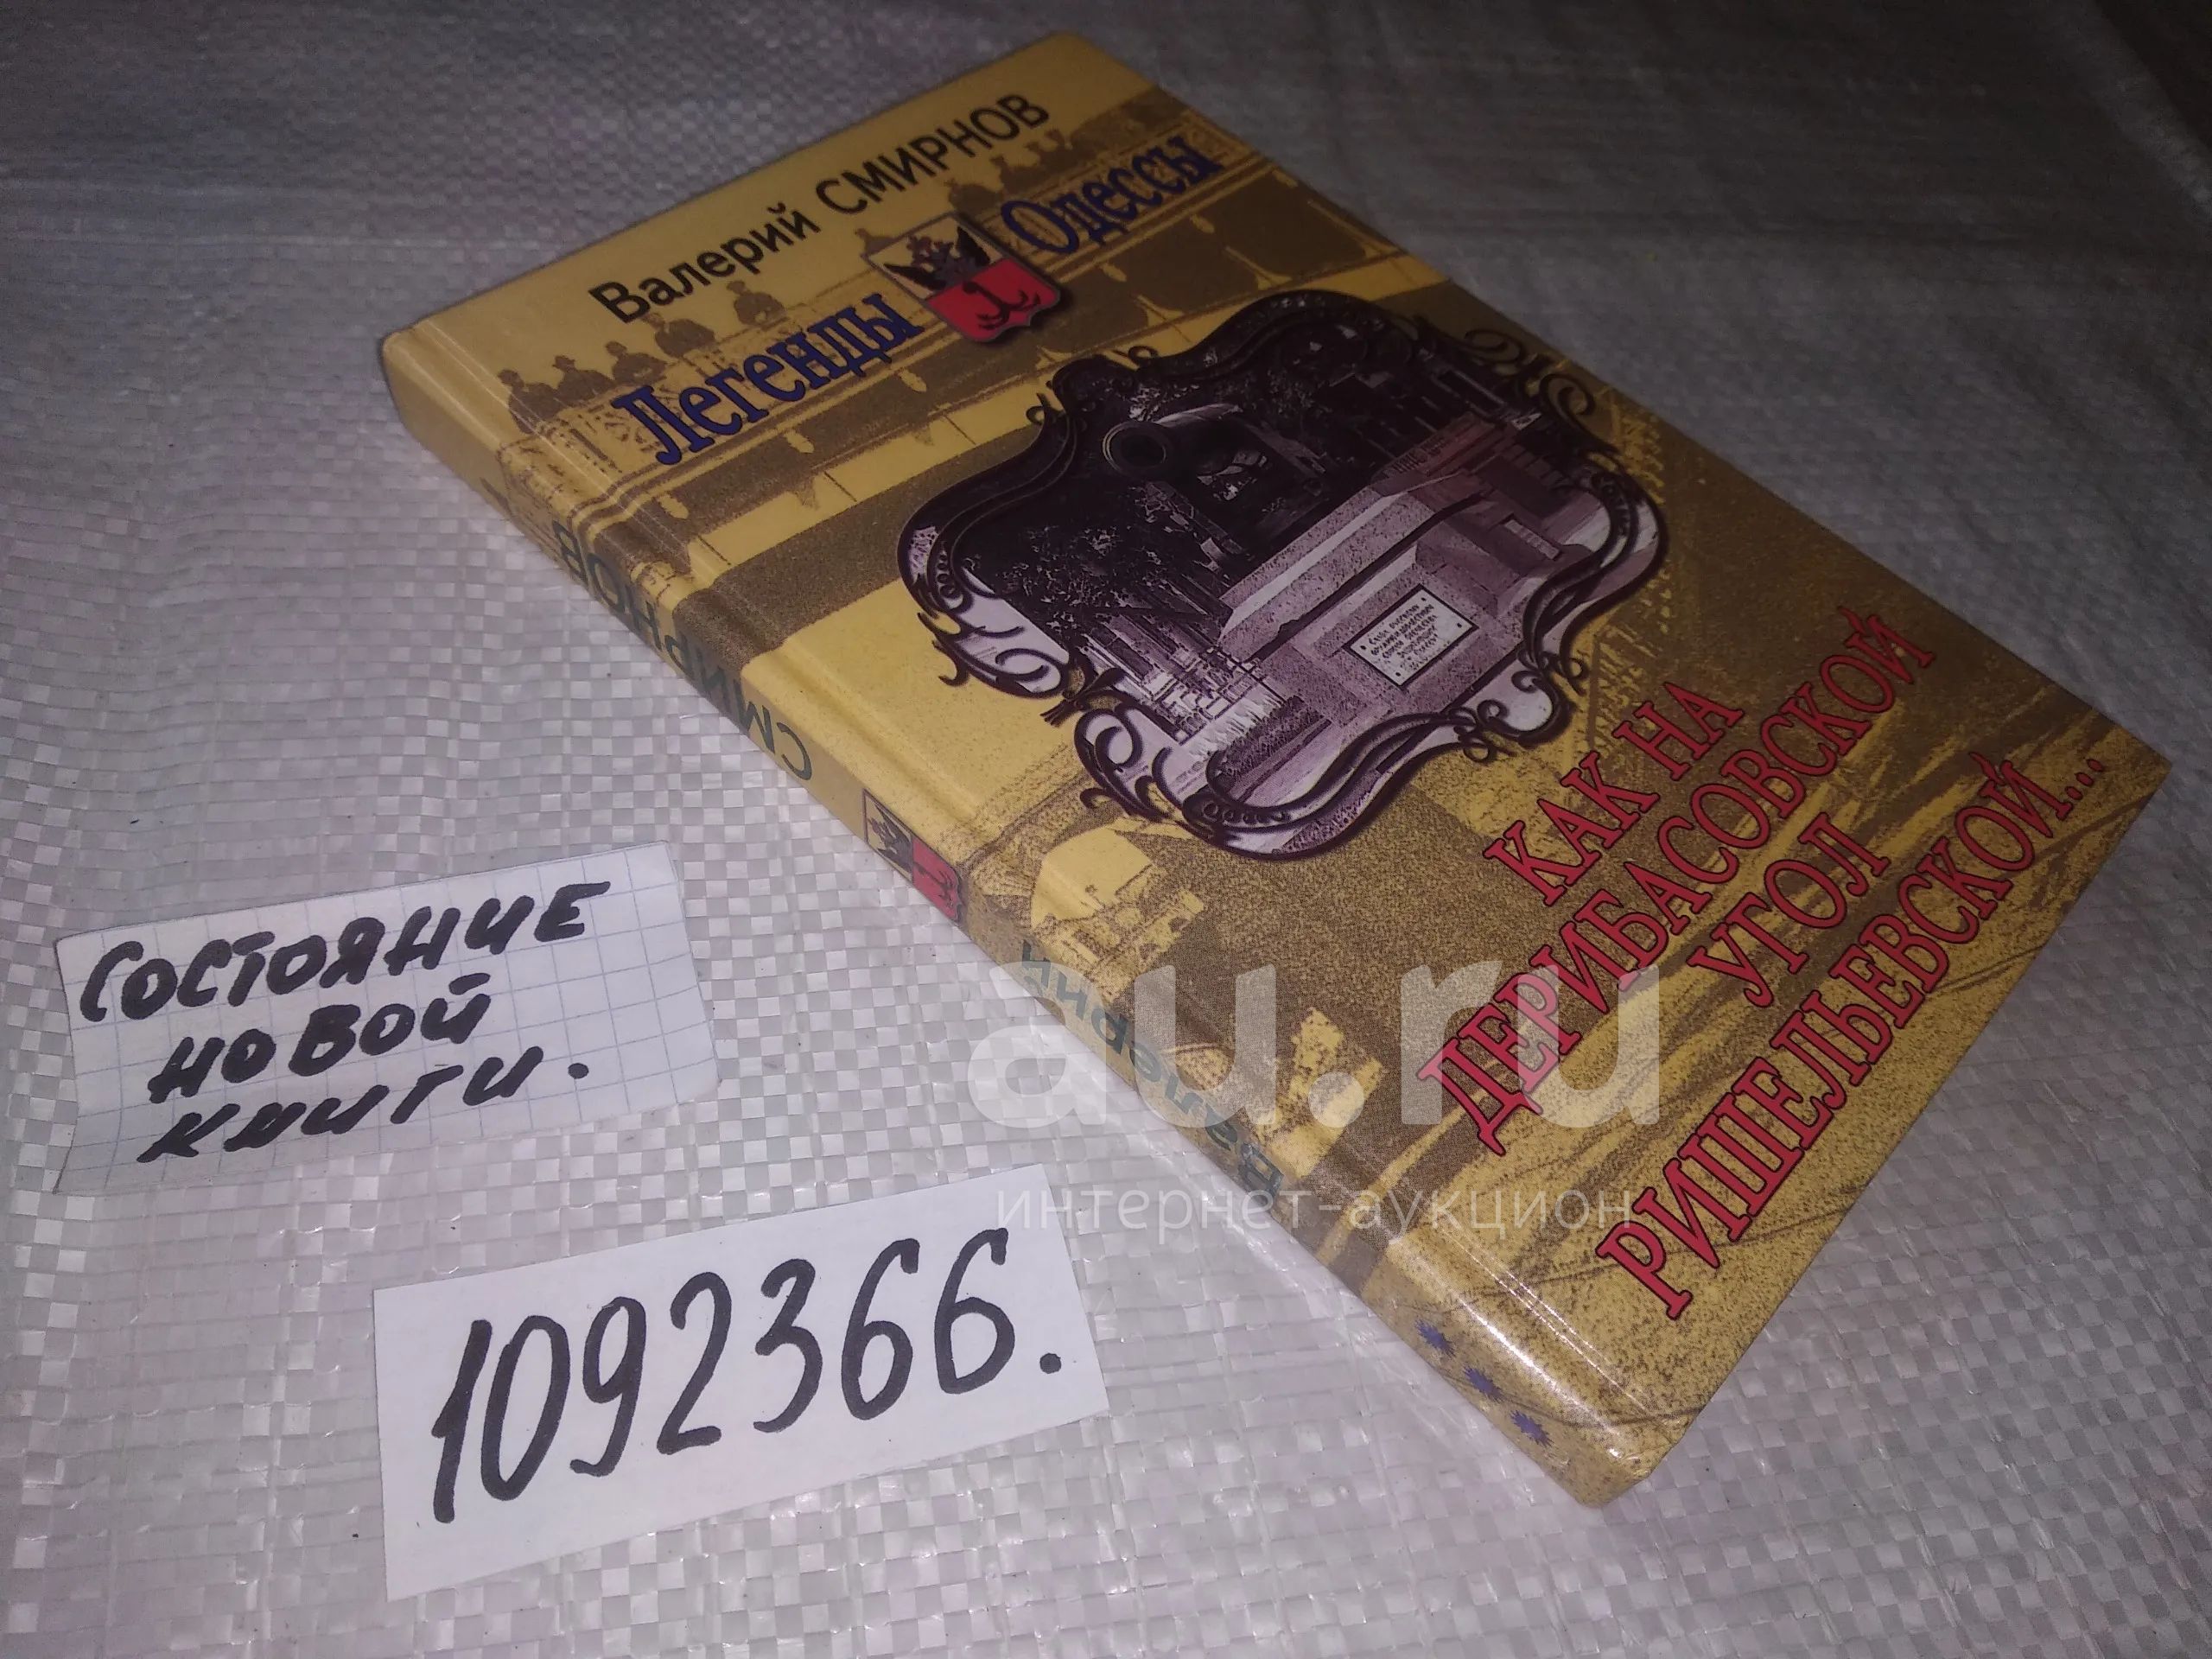 Валерий СМИРНОВ
Легенды Одессы
КАК НА
ДЕРИБАСОВСКОЙ
УГОЛ
РИШЕЛЬЕВСКОЙ...
Валерий СМИРНОВ
СОСТОЯНИЕ
НОВОЙ
КНИГИ.
1092366.
au.ru
интернет-аукцион